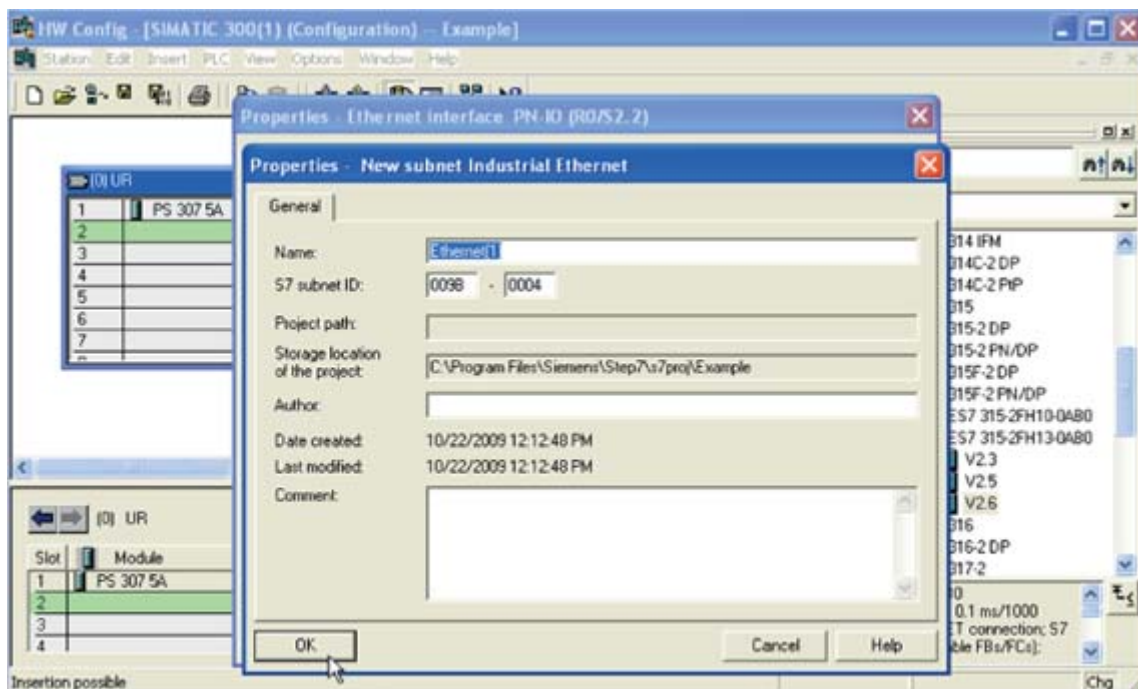 HW Config - [SIMATIC 300(1) (Configuration) -- Example]
Station Edit Insert PLC View Options Window Help
Properties - Ethernet interface PN-IO (R0/S2.2)
Properties - New subnet Industrial Ethernet
General
Name: Ethernet(1
S7 subnet ID: 009B - 0004
Project path:
Storage location
of the project: C:\Program Files\Siemens\Step7\s7proj\Example
Author:
Date created: 10/22/2009 12:12:48 PM
Last modified: 10/22/2009 12:12:48 PM
Comment:
OK Cancel Help
(0) UR
1 PS 307 5A
2
3
4
5
6
7
(0) UR
Slot Module
1 PS 307 5A
2
3
4
314 IFM
314C-2 DP
314C-2 PtP
315
315-2 DP
315-2 PN/DP
315F-2 DP
315F-2 PN/DP
ES7 315-2FH10-0AB0
ES7 315-2FH13-0AB0
V2.3
V2.5
V2.6
316
316-2 DP
317-2
0.1 ms/1000
T connection; S7
ble FBs/FCs);
Insertion possible
Chg